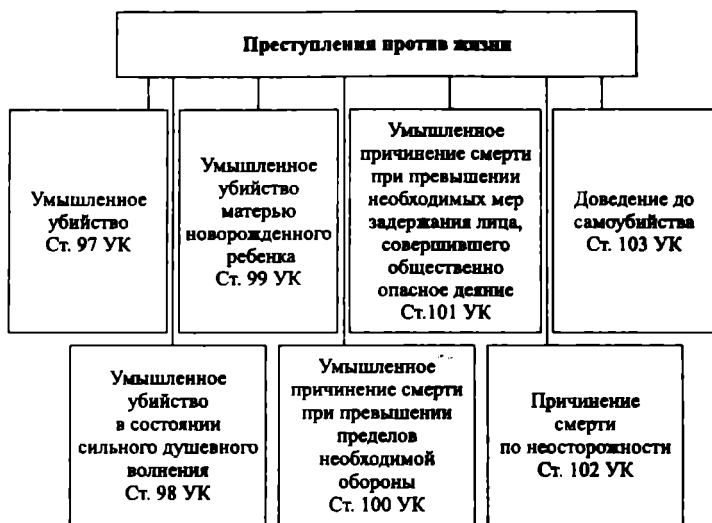 Преступления против жизни
Умышленное
убийство
Ст. 97 УК
Умышленное
убийство
матерью
новорожденного
ребенка
Ст. 99 УК
Умышленное
причинение смерти
при превышении
необходимых мер
задержания лица,
совершившего
общественно
опасное деяние
Ст.101 УК
Доведение до
самоубийства
Ст. 103 УК
Умышленное
убийство
в состоянии
сильного душевного
волнения
Ст. 98 УК
Умышленное
причинение смерти
при превышении
пределов
необходимой
обороны
Ст. 100 УК
Причинение
смерти
по неосторожности
Ст. 102 УК